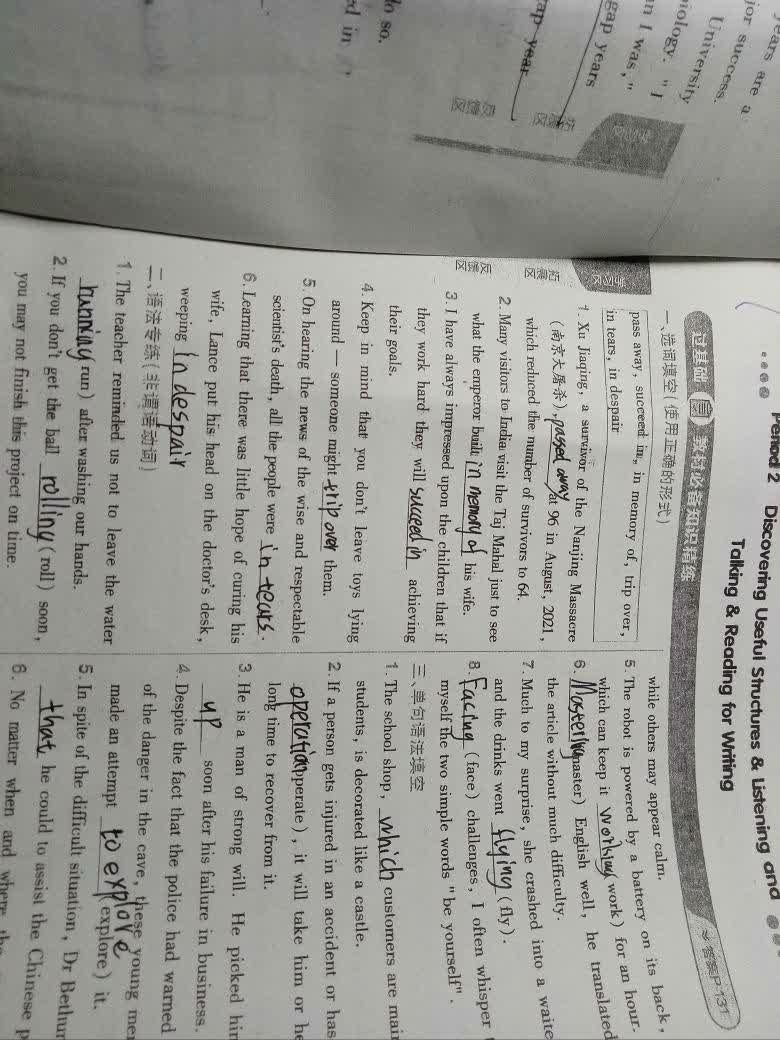 Period 2 Discovering Useful Structures & Listening and
Talking & Reading for Writing
过基础 教材必备知识精练
答案P-131
学习区
拓展区
反馈区
一、选词填空(使用正确的形式)
pass away, succeed in, in memory of, trip over,
in tears, in despair
1. Xu Jiaqing, a survivor of the Nanjing Massacre
(南京大屠杀), passed away at 96 in August, 2021,
which reduced the number of survivors to 64.
2. Many visitors to India visit the Taj Mahal just to see
what the emperor built in memory of his wife.
3. I have always impressed upon the children that if
they work hard they will succeed in achieving
their goals.
4. Keep in mind that you don't leave toys lying
around someone might trip over them.
5. On hearing the news of the wise and respectable
scientist's death, all the people were in tears.
6. Learning that there was little hope of curing his
wife, Lance put his head on the doctor's desk,
weeping in despair
二、语法专练(非谓语动词)
1. The teacher reminded us not to leave the water
running run) after washing our hands.
2. If you don't get the ball rolling (roll) soon,
you may not finish this project on time.
while others may appear calm.
5. The robot is powered by a battery on its back,
which can keep it working work) for an hour.
6. Mastering master) English well, he translated
the article without much difficulty.
7. Much to my surprise, she crashed into a waite
and the drinks went flying (fly).
8. Facing (face) challenges, I often whisper
myself the two simple words "be yourself".
三、单句语法填空
1. The school shop, which customers are mai
students, is decorated like a castle.
2. If a person gets injured in an accident or has
operation perate), it will take him or he
long time to recover from it.
3. He is a man of strong will. He picked him
up soon after his failure in business.
4. Despite the fact that the police had warned
of the danger in the cave, these young me
made an attempt to explore (explore) it.
5. In spite of the difficult situation, Dr Bethun
that he could to assist the Chinese p
6. No matter when and where the
ears are a
jor success.
University
iology. "I
n I was,"
gap years
ap year
o so.
ed in